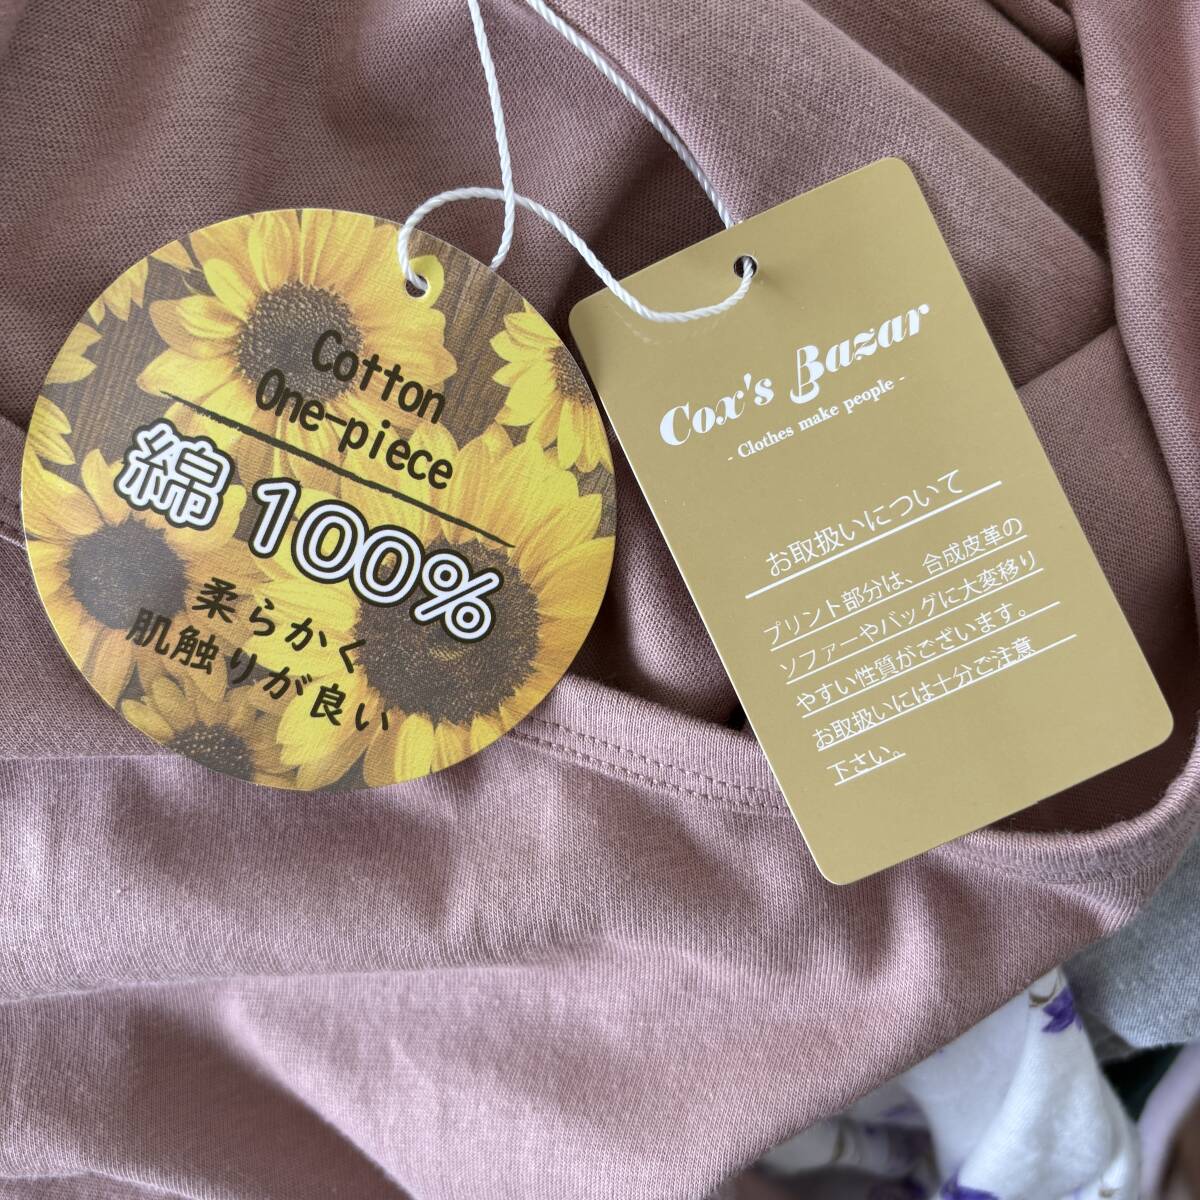 Cotton
One-piece
綿 100%
柔らかく
肌触りが良い
Cox's Bazar
- Clothes make people -
お取扱いについて
プリント部分は、合成皮革の
ソファーやバッグに大変移り
やすい性質がございます。
お取扱いには十分ご注意
下さい。